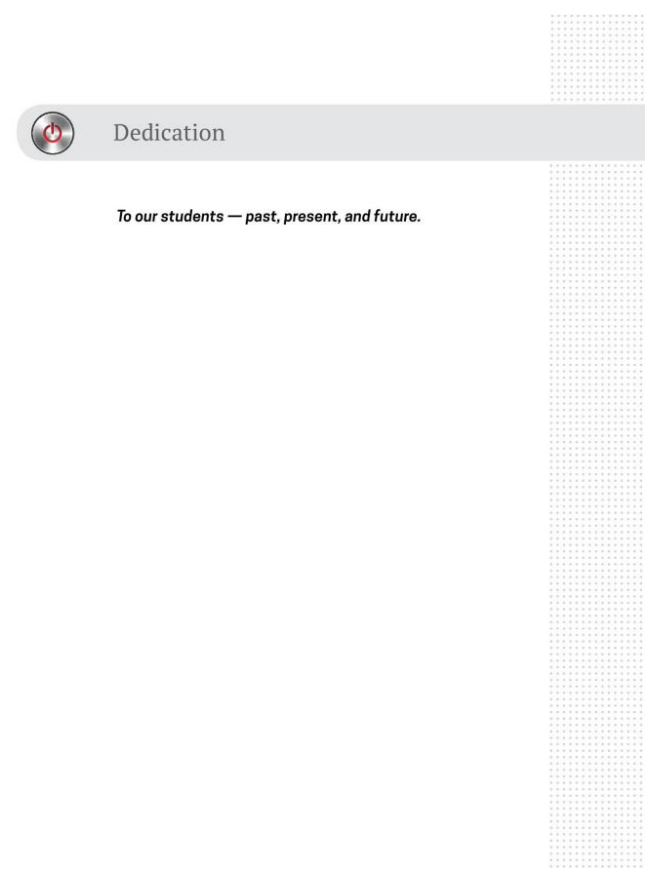 Dedication
To our students — past, present, and future.